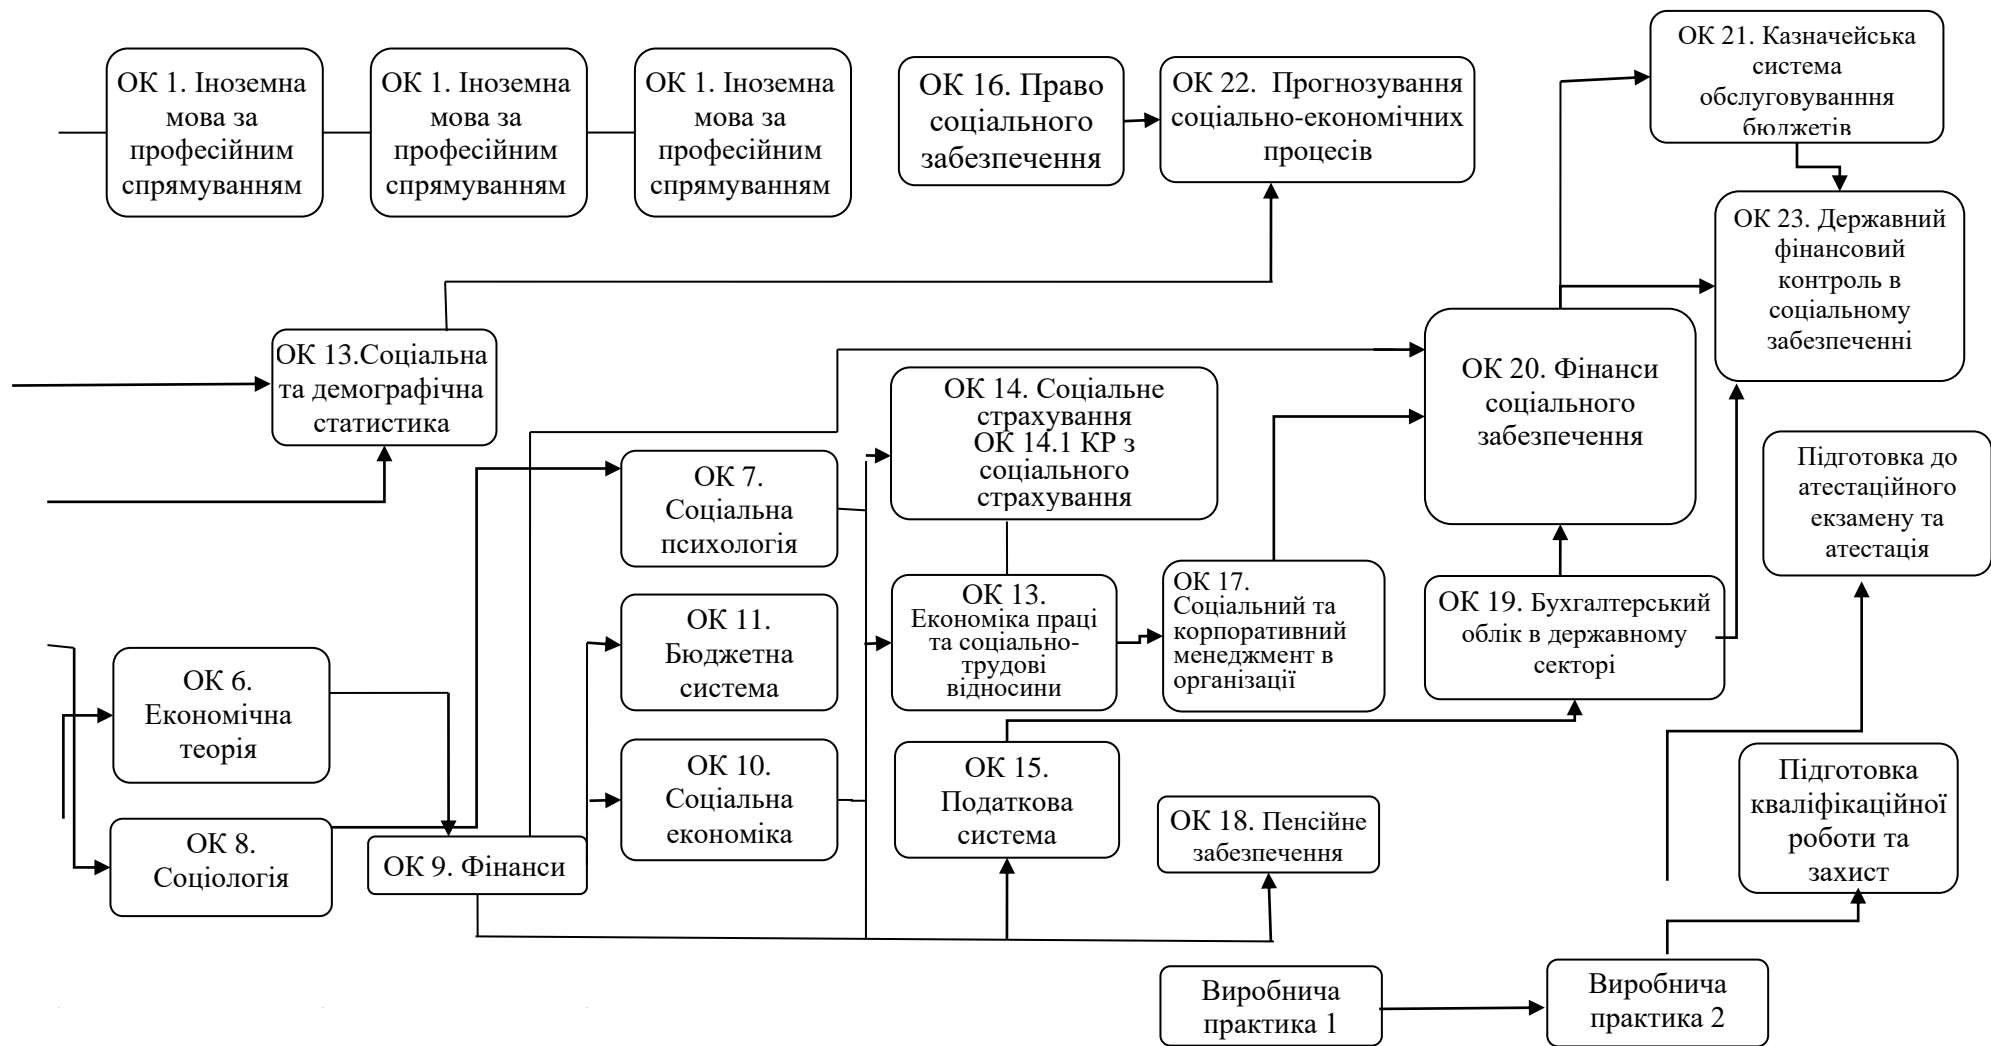 ОК 1. Іноземна
мова за
професійним
спрямуванням
ОК 1. Іноземна
мова за
професійним
спрямуванням
ОК 1. Іноземна
мова за
професійним
спрямуванням
ОК 16. Право
соціального
забезпечення
ОК 22. Прогнозування
соціально-економічних
процесів
ОК 21. Казначейська
система
обслуговуванння
бюджетів
ОК 23. Державний
фінансовий
контроль в
соціальному
забезпеченні
ОК 13.Соціальна
та демографічна
статистика
ОК 14. Соціальне
страхування
ОК 14.1 КР з
соціального
страхування
ОК 20. Фінанси
соціального
забезпечення
ОК 7.
Соціальна
психологія
Підготовка до
атестаційного
екзамену та
атестація
ОК 11.
Бюджетна
система
ОК 13.
Економіка праці
та соціально-
трудові
відносини
ОК 17.
Соціальний та
корпоративний
менеджмент в
організації
ОК 19. Бухгалтерський
облік в державному
секторі
ОК 6.
Економічна
теорія
ОК 10.
Соціальна
економіка
ОК 15.
Податкова
система
ОК 18. Пенсійне
забезпечення
Підготовка
кваліфікаційної
роботи та
захист
ОК 8.
Соціологія
ОК 9. Фінанси
Виробнича
практика 1
Виробнича
практика 2